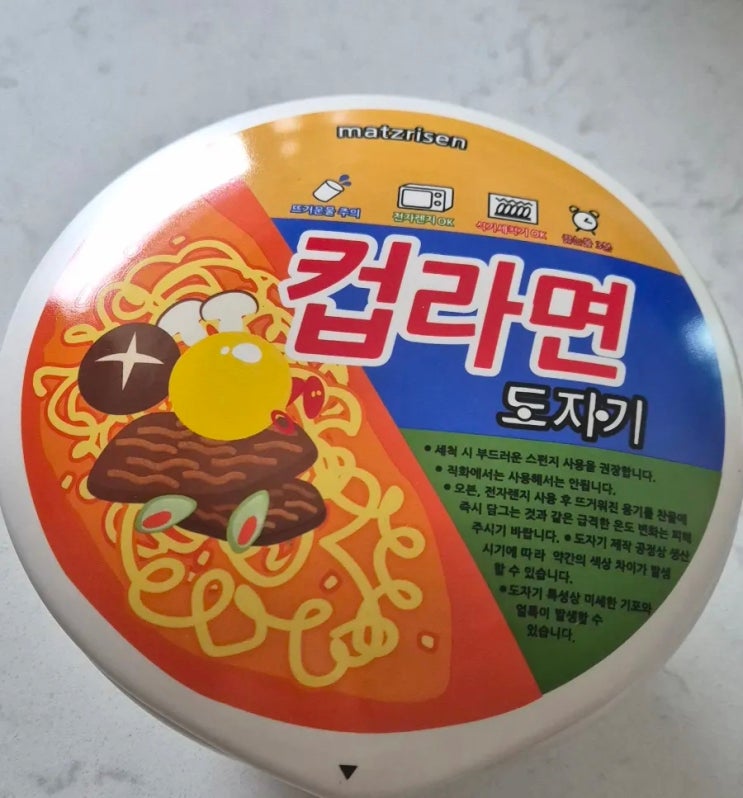 matzrisen
뜨거운물 주의
전자렌지 OK
식기세척기 OK
컵라면
도자기
• 세척 시 부드러운 스펀지 사용을 권장합니다.
• 직화에서는 사용해서는 안됩니다.
• 오븐, 전자렌지 사용 후 뜨거워진 용기를 찬물에
즉시 담그는 것과 같은 급격한 온도 변화는 피해
주시기 바랍니다. • 도자기 제작 공정상 생산
시기에 따라 약간의 색상 차이가 발생
할 수 있습니다.
• 도자기 특성상 미세한 기포와
얼룩이 발생할 수
있습니다.